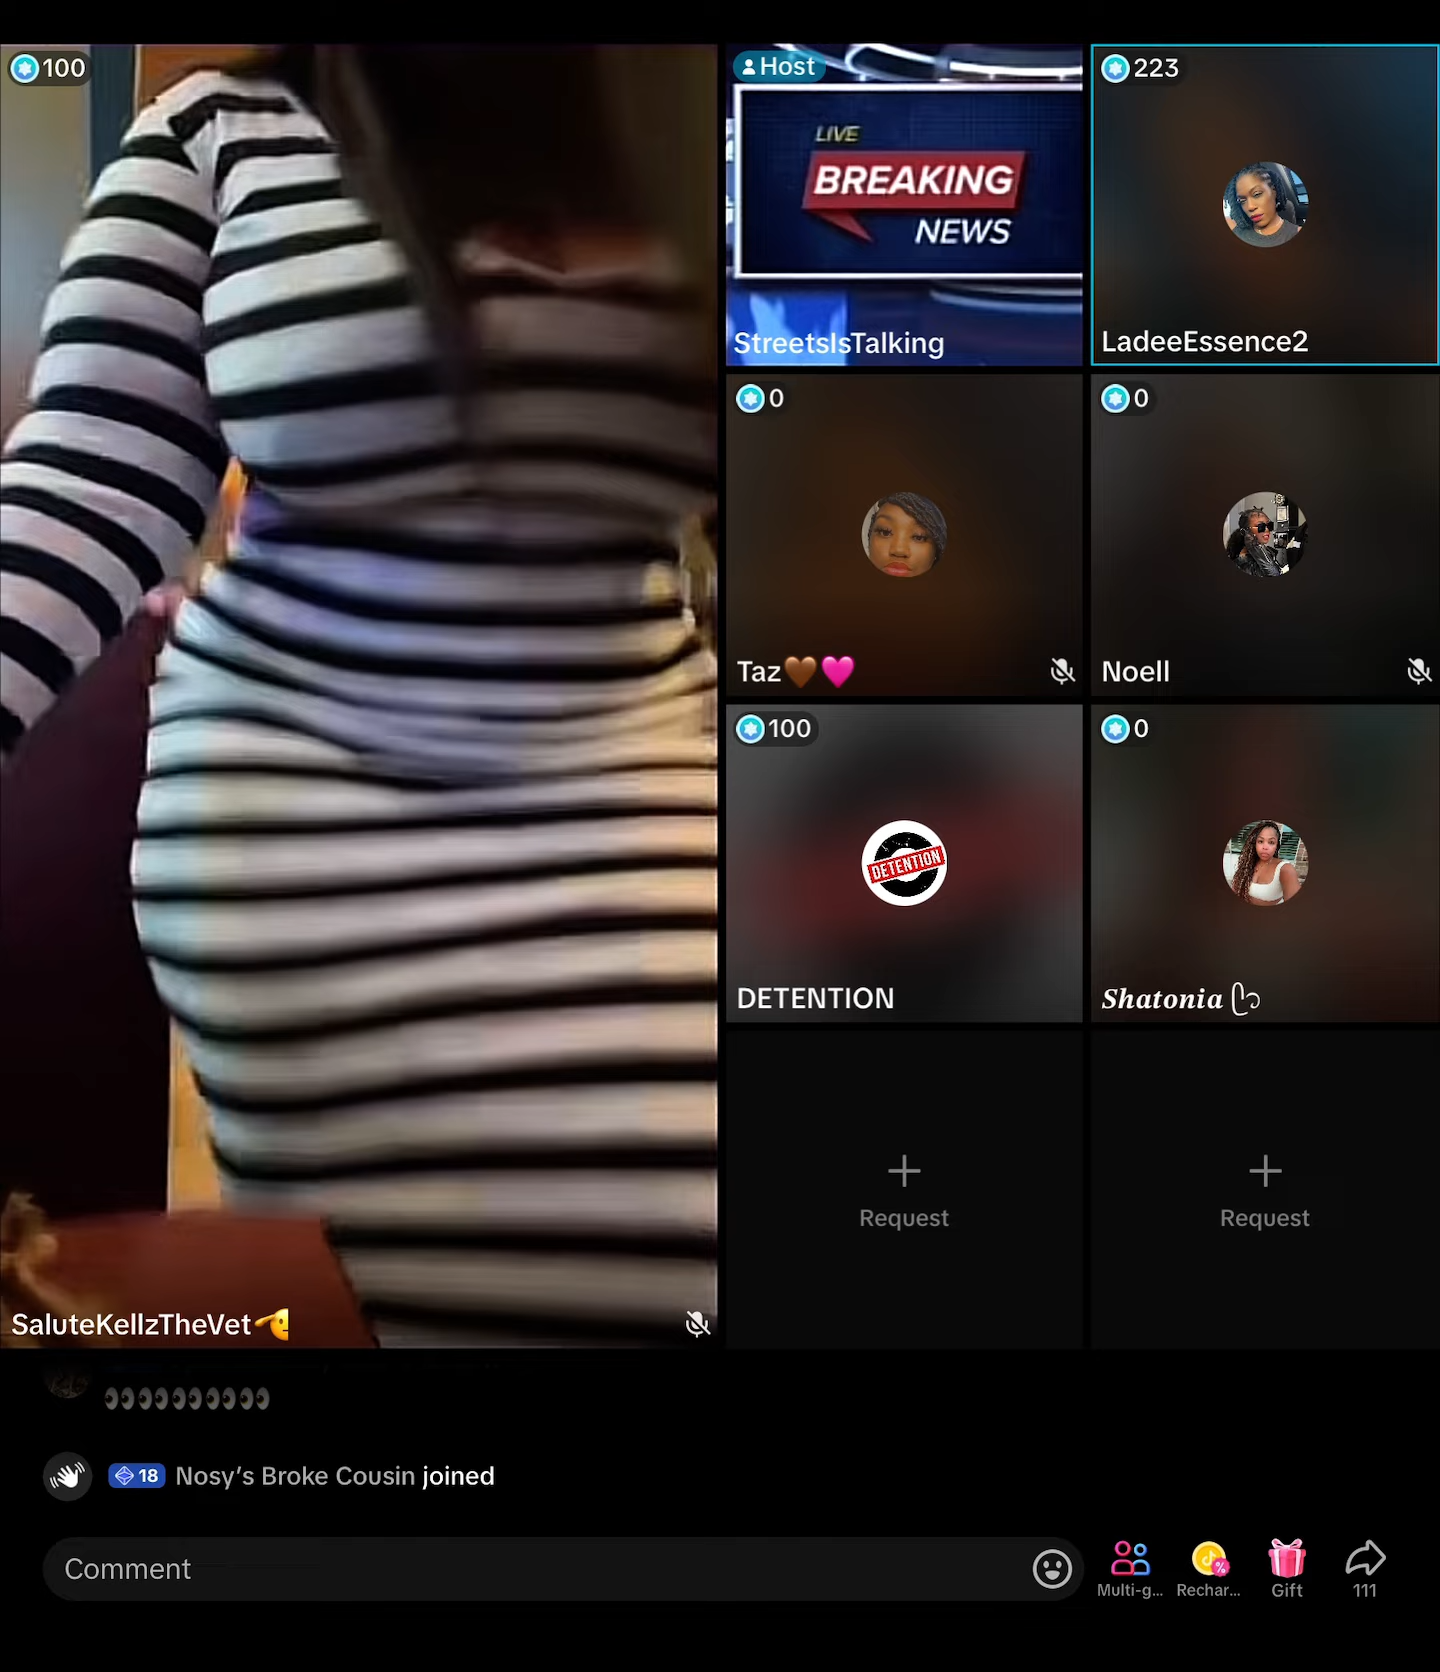 100
Host
LIVE
BREAKING
NEWS
StreetsIsTalking
223
LadeeEssence2
0
Taz🤎🩷
0
Noell
100
DETENTION
DETENTION
0
Shatonia
Request
Request
SaluteKellzTheVet
👀👀👀👀👀👀👀👀👀👀
18 Nosy’s Broke Cousin joined
Comment
Multi-g...
Rechar...
Gift
111